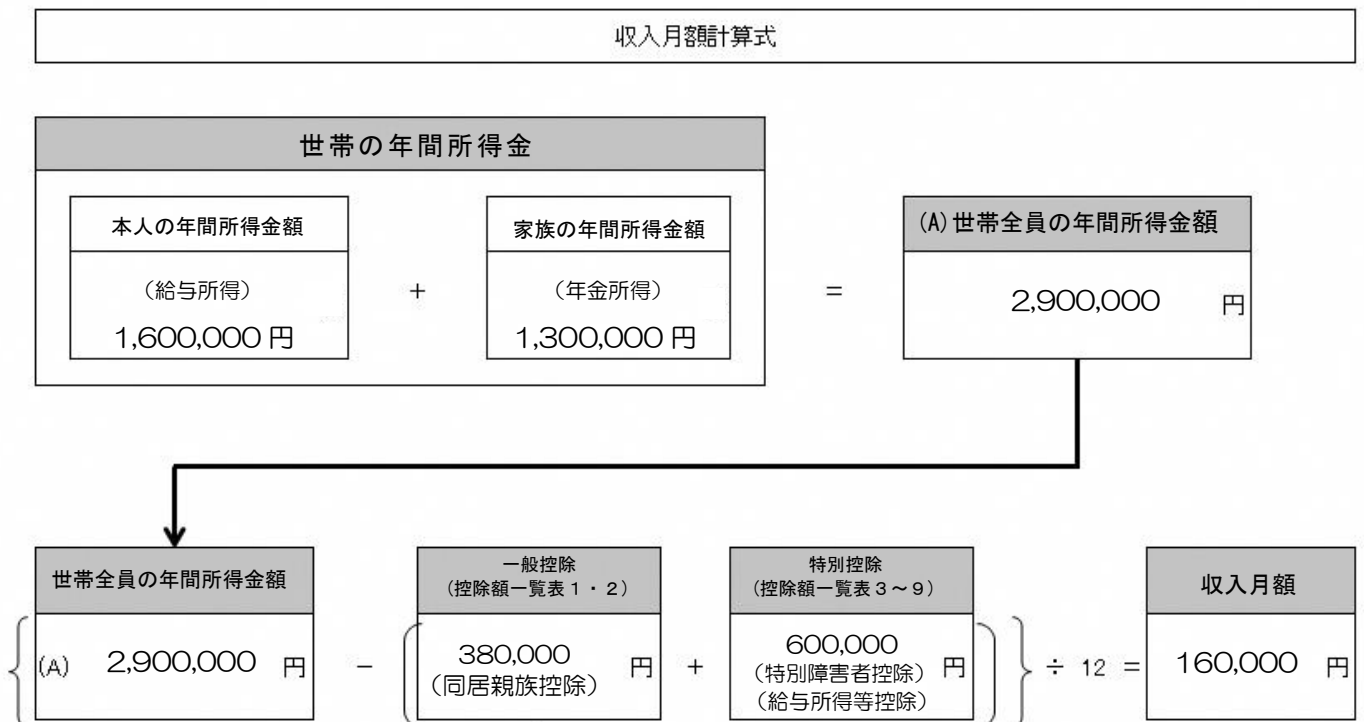 収入月額計算式
世帯の年間所得金
本人の年間所得金額
(給与所得)
1,600,000 円
+
家族の年間所得金額
(年金所得)
1,300,000 円
=
(A)世帯全員の年間所得金額
2,900,000 円
世帯全員の年間所得金額
{ (A) 2,900,000 円
-
一般控除
(控除額一覧表1・2)
( 380,000 円
(同居親族控除)
+
特別控除
(控除額一覧表3~9)
600,000
(特別障害者控除) 円
(給与所得等控除)
) } ÷ 12 =
収入月額
160,000 円